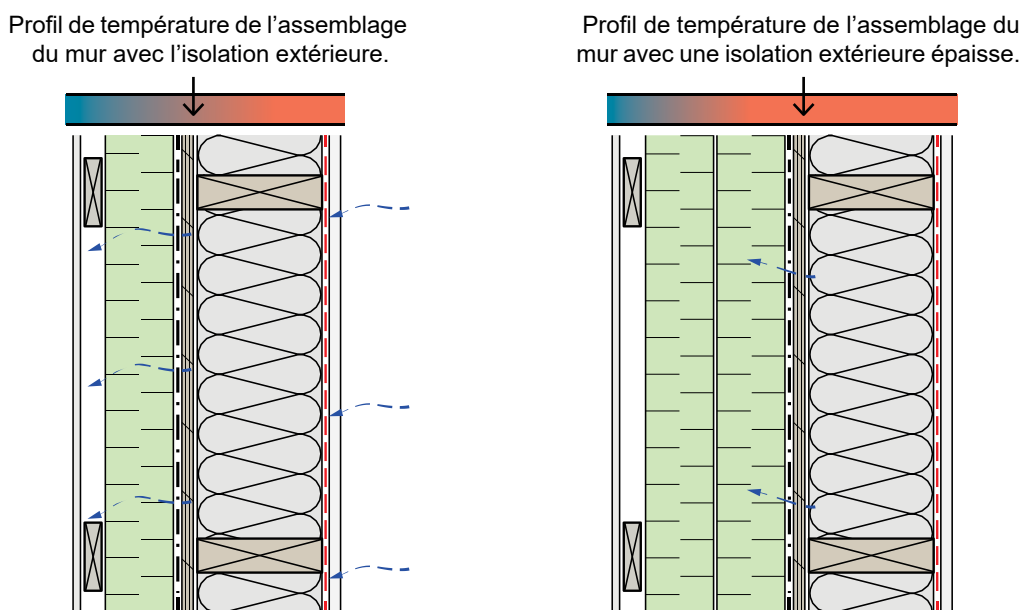 Profil de température de l’assemblage
du mur avec l’isolation extérieure.
Profil de température de l’assemblage du
mur avec une isolation extérieure épaisse.